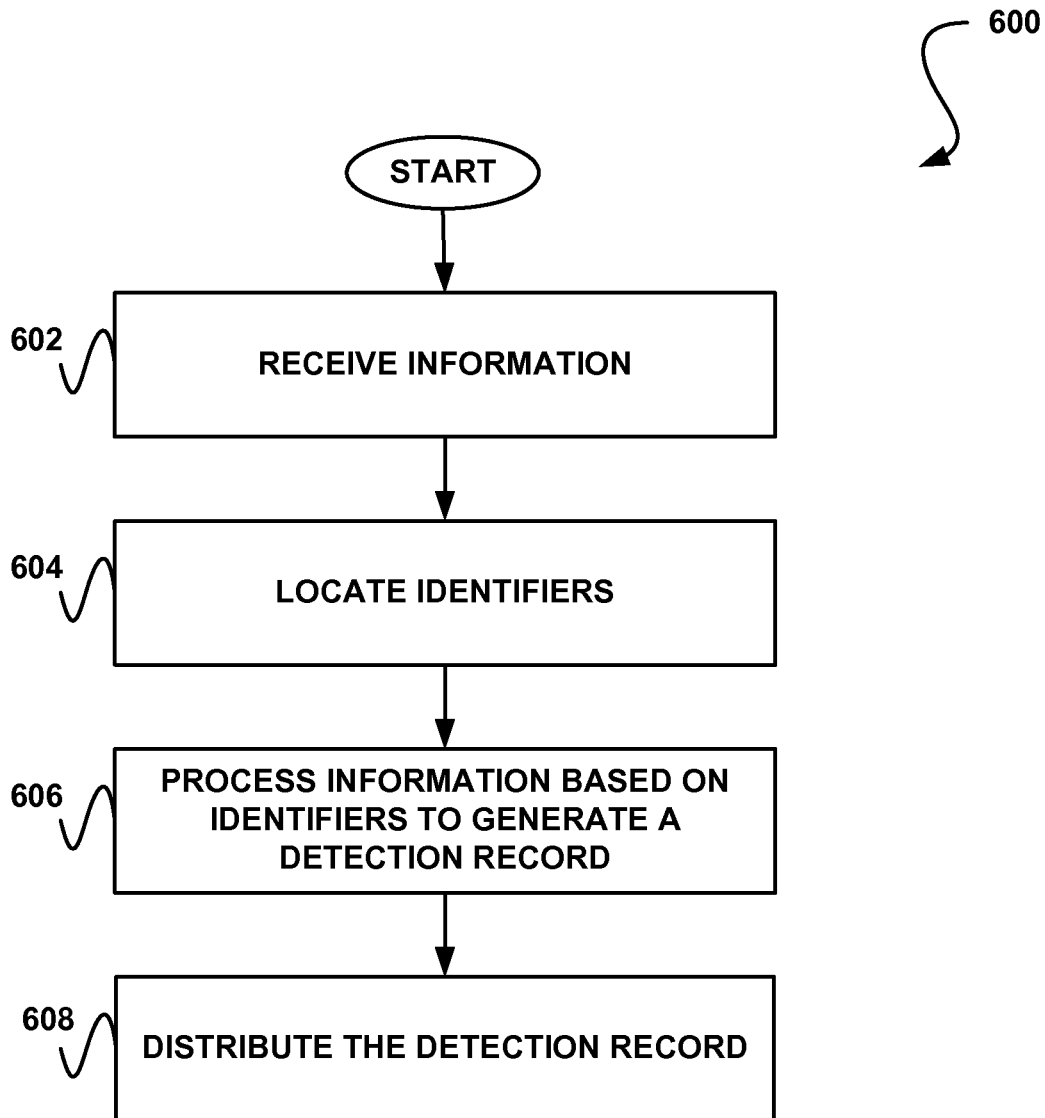 600
START
602
RECEIVE INFORMATION
604
LOCATE IDENTIFIERS
606
PROCESS INFORMATION BASED ON
IDENTIFIERS TO GENERATE A
DETECTION RECORD
608
DISTRIBUTE THE DETECTION RECORD